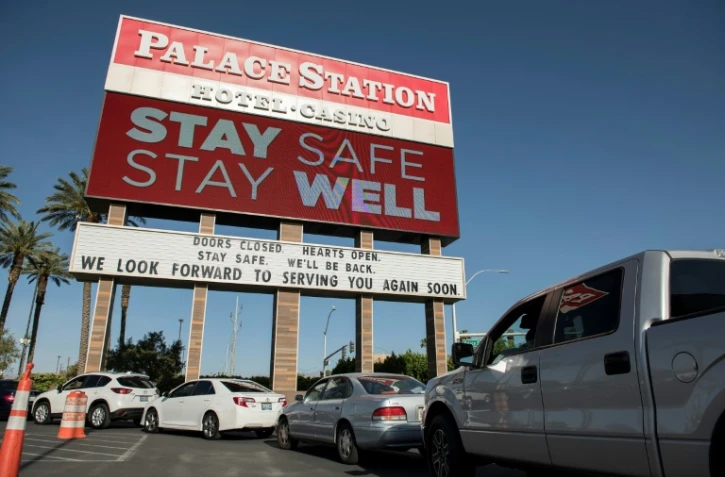 PALACE STATION
HOTEL·CASINO
STAY SAFE
STAY WELL
DOORS CLOSED. HEARTS OPEN.
STAY SAFE. WE'LL BE BACK.
WE LOOK FORWARD TO SERVING YOU AGAIN SOON.